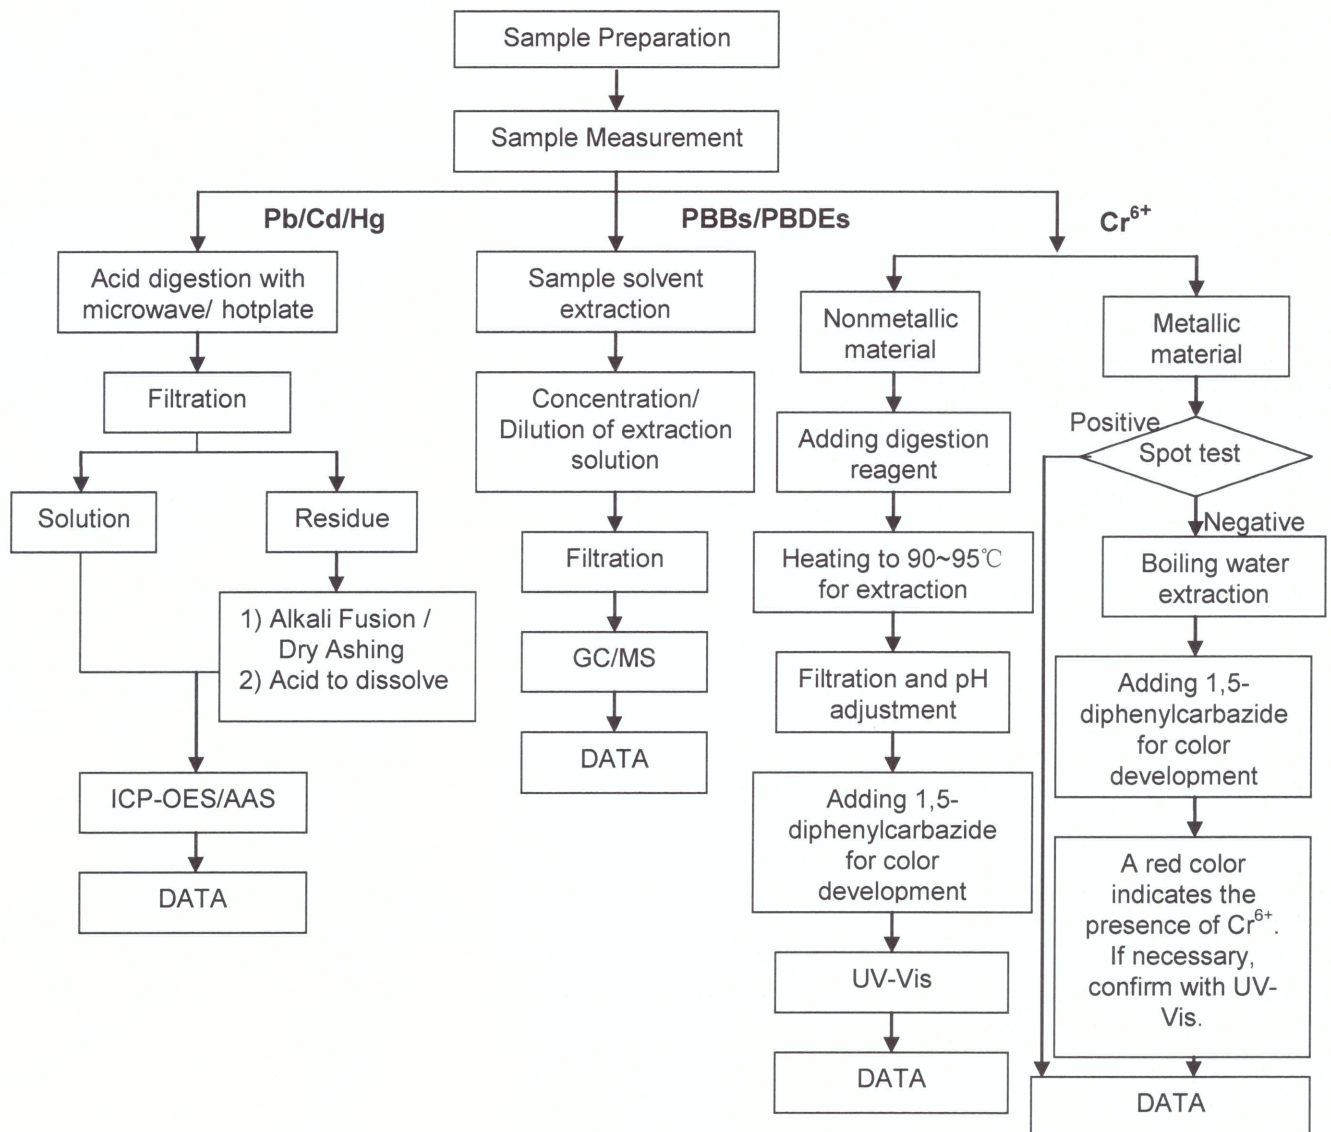 Sample Preparation
Sample Measurement
Pb/Cd/Hg
PBBs/PBDEs
Cr⁶⁺
Acid digestion with
microwave/ hotplate
Filtration
Solution
Residue
1) Alkali Fusion /
Dry Ashing
2) Acid to dissolve
ICP-OES/AAS
DATA
Sample solvent
extraction
Concentration/
Dilution of extraction
solution
Filtration
GC/MS
DATA
Nonmetallic
material
Adding digestion
reagent
Heating to 90~95℃
for extraction
Filtration and pH
adjustment
Adding 1,5-
diphenylcarbazide
for color
development
UV-Vis
DATA
Metallic
material
Positive
Spot test
Negative
Boiling water
extraction
Adding 1,5-
diphenylcarbazide
for color
development
A red color
indicates the
presence of Cr⁶⁺.
If necessary,
confirm with UV-
Vis.
DATA